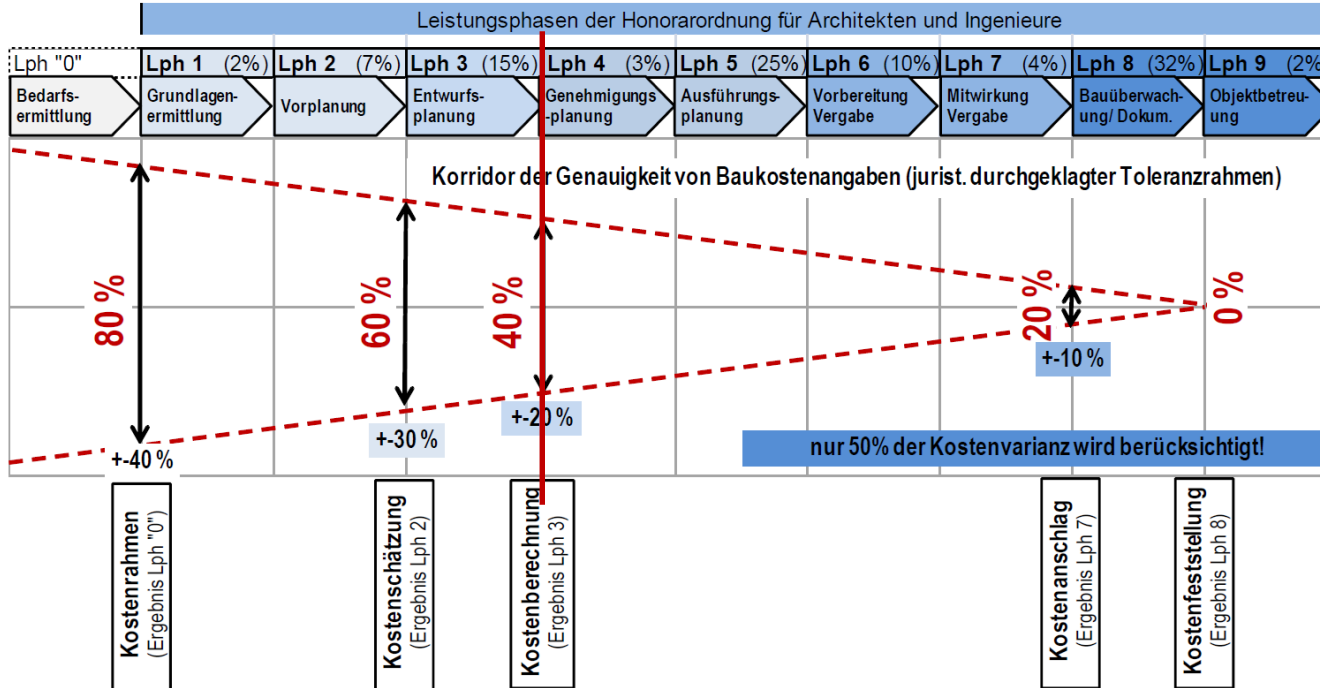 Leistungsphasen der Honorarordnung für Architekten und Ingenieure
Lph "0"
Lph 1 (2%)
Lph 2 (7%)
Lph 3 (15%)
Lph 4 (3%)
Lph 5 (25%)
Lph 6 (10%)
Lph 7 (4%)
Lph 8 (32%)
Lph 9 (2%
Bedarfs-
ermittlung
Grundlagen-
ermittlung
Vorplanung
Entwurfs-
planung
Genehmigungs
-planung
Ausführungs-
planung
Vorbereitung
Vergabe
Mitwirkung
Vergabe
Bauüberwach-
ung/ Dokum.
Objektbetreu-
ung
Korridor der Genauigkeit von Baukostenangaben (jurist. durchgeklagter Toleranzrahmen)
80 %
60 %
40 %
20 %
0 %
+-40 %
+-30 %
+-20 %
+-10 %
nur 50% der Kostenvarianz wird berücksichtigt!
Kostenrahmen
(Ergebnis Lph "0")
Kostenschätzung
(Ergebnis Lph 2)
Kostenberechnung
(Ergebnis Lph 3)
Kostenanschlag
(Ergebnis Lph 7)
Kostenfeststellung
(Ergebnis Lph 8)